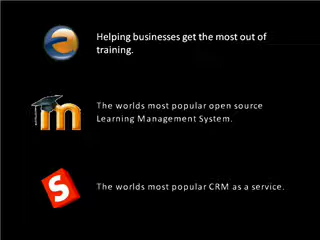 Helping businesses get the most out of
training.
The worlds most popular open source
Learning Management System.
m
S
The worlds most popular CRM as a service.